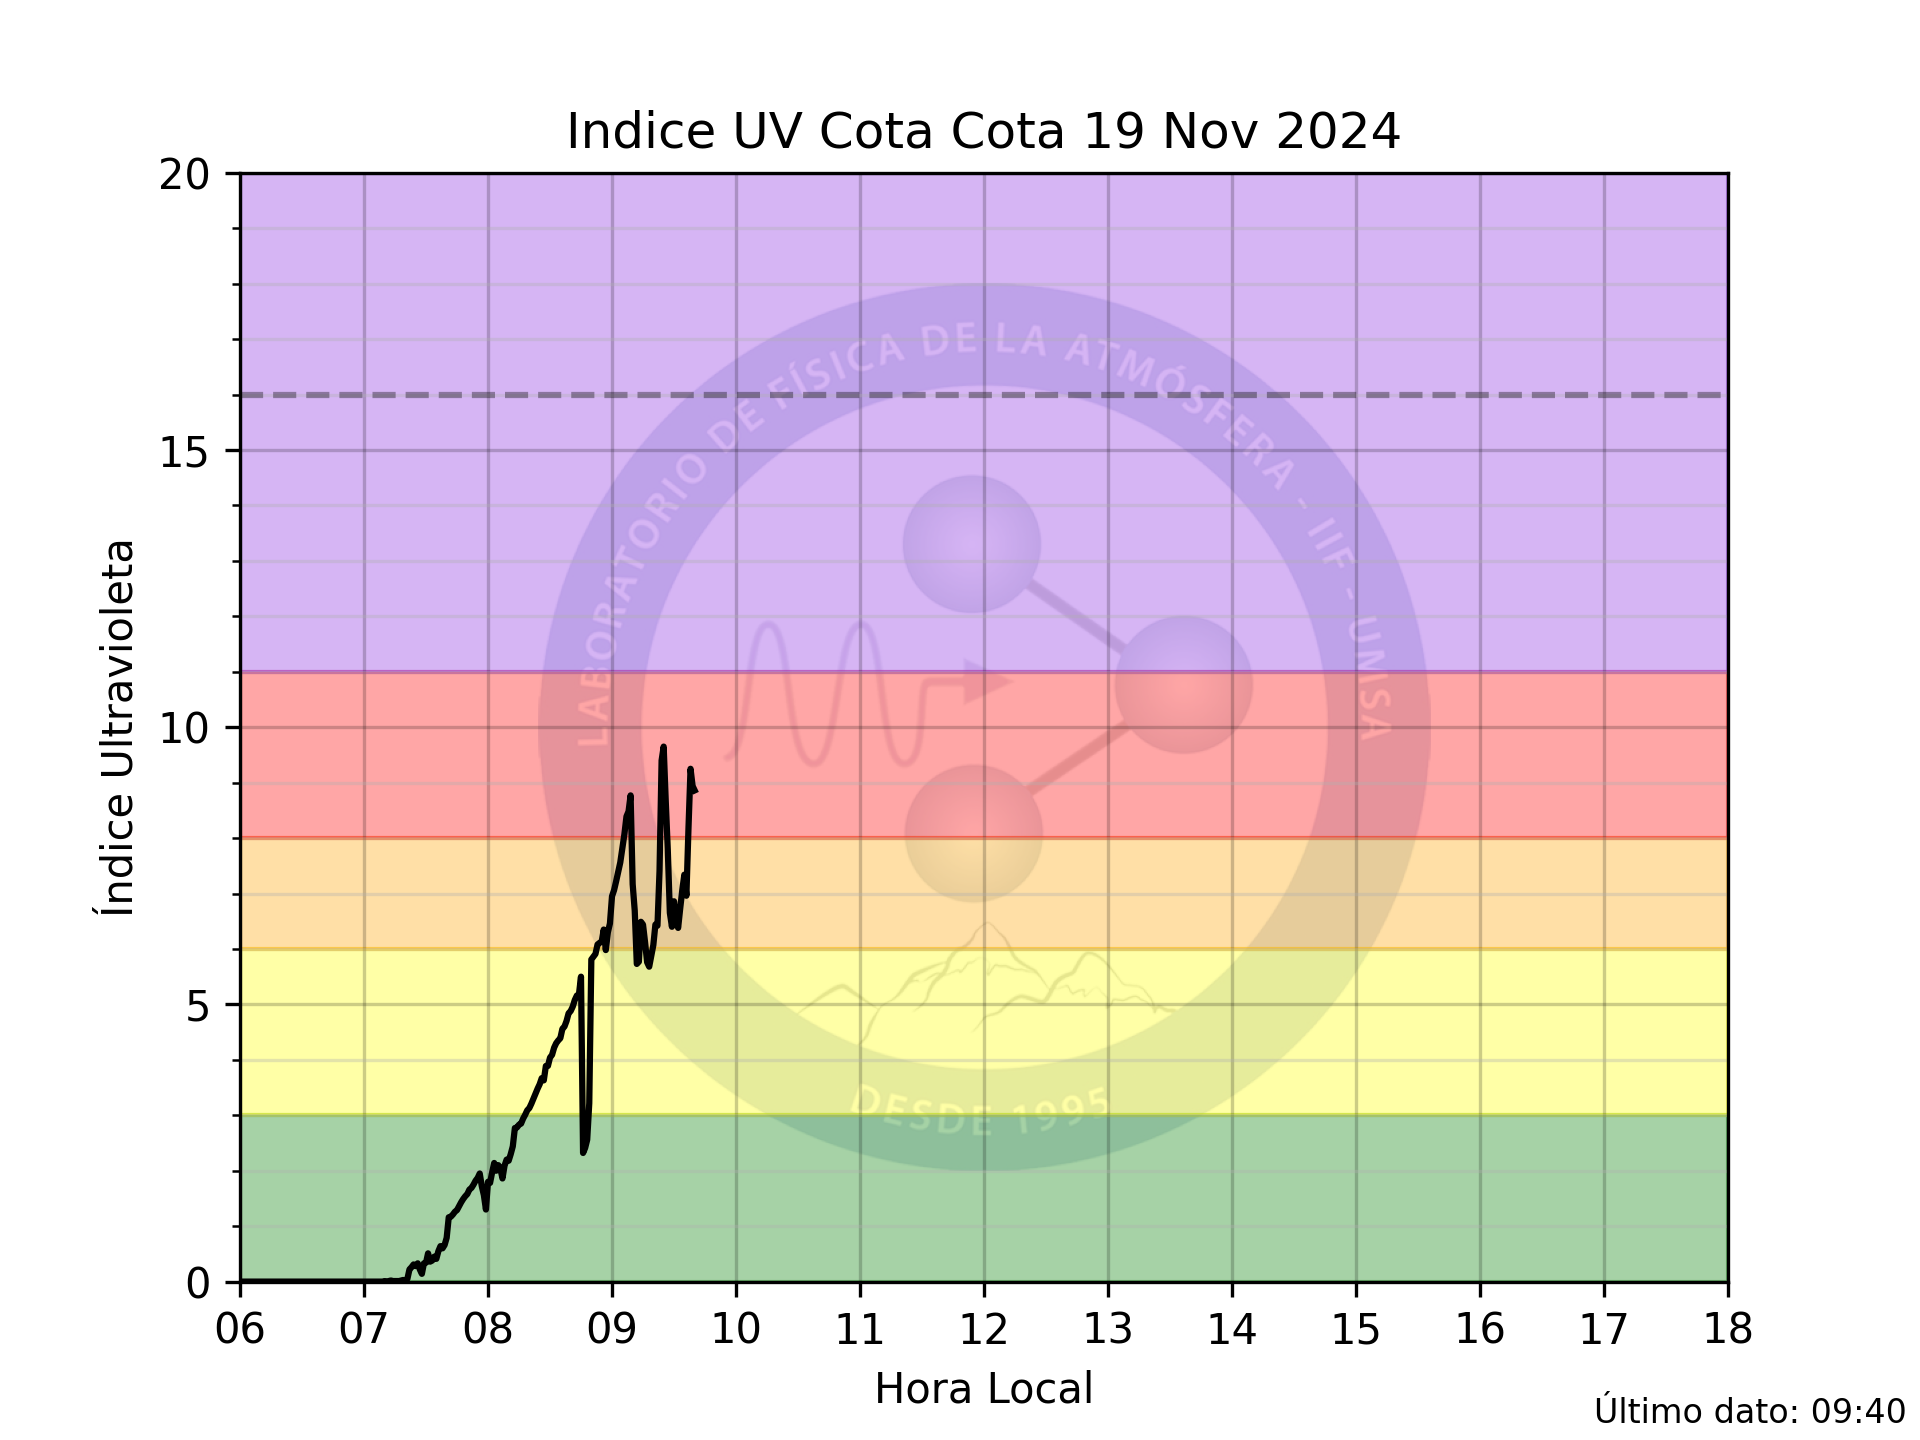 Indice UV Cota Cota 19 Nov 2024
20
15
10
5
0
Índice Ultravioleta
LABORATORIO DE FÍSICA DE LA ATMÓSFERA - IIF - UMSA
DESDE 1995
06 07 08 09 10 11 12 13 14 15 16 17 18
Hora Local
Último dato: 09:40